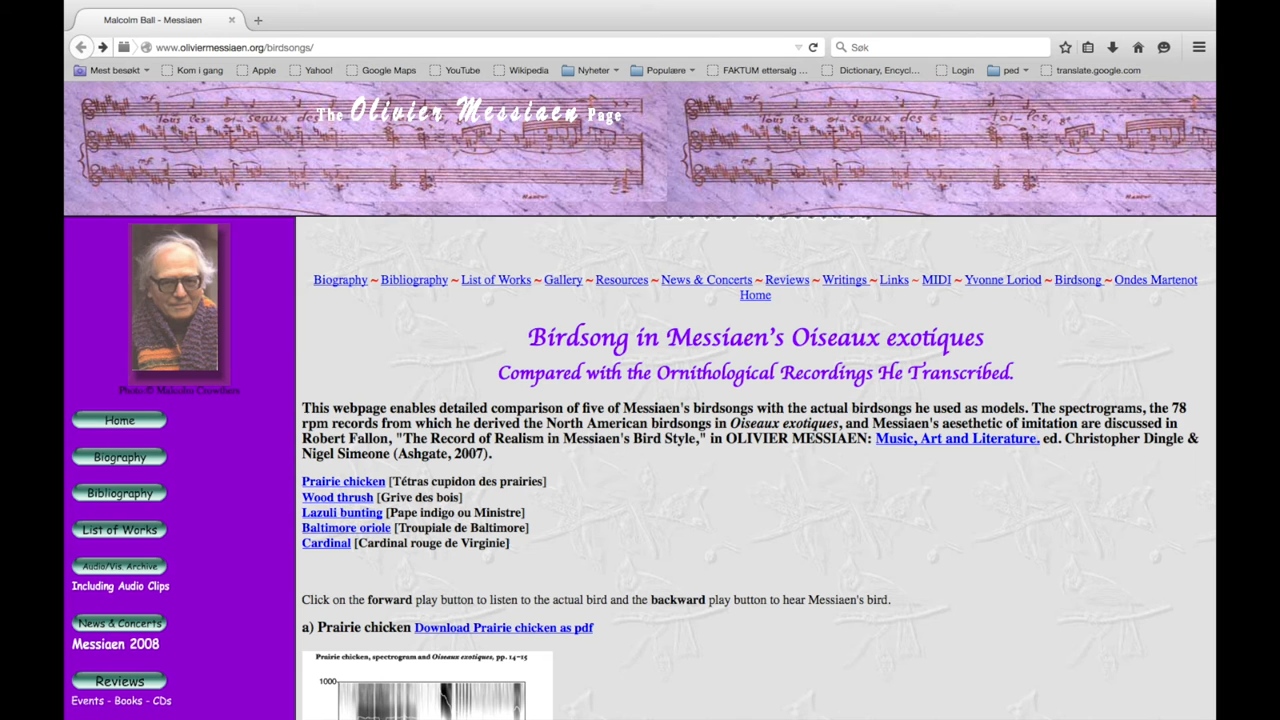 Malcolm Ball - Messiaen
www.oliviermessiaen.org/birdsongs/
Søk
Mest besøkt
Kom i gang
Apple
Yahoo!
Google Maps
YouTube
Wikipedia
Nyheter
Populære
FAKTUM ettersalg ...
Dictionary, Encycl...
Login
ped
translate.google.com
The Olivier Messiaen Page
Photo © Malcolm Crowthers
Home
Biography
Bibliography
List of Works
Audio/Vis. Archive
Including Audio Clips
News & Concerts
Messiaen 2008
Reviews
Events - Books - CDs
Biography ~ Bibliography ~ List of Works ~ Gallery ~ Resources ~ News & Concerts ~ Reviews ~ Writings ~ Links ~ MIDI ~ Yvonne Loriod ~ Birdsong ~ Ondes Martenot
Home
Birdsong in Messiaen's Oiseaux exotiques
Compared with the Ornithological Recordings He Transcribed.
This webpage enables detailed comparison of five of Messiaen's birdsongs with the actual birdsongs he used as models. The spectrograms, the 78
rpm records from which he derived the North American birdsongs in Oiseaux exotiques, and Messiaen's aesethetic of imitation are discussed in
Robert Fallon, "The Record of Realism in Messiaen's Bird Style," in OLIVIER MESSIAEN: Music, Art and Literature. ed. Christopher Dingle &
Nigel Simeone (Ashgate, 2007).
Prairie chicken [Tétras cupidon des prairies]
Wood thrush [Grive des bois]
Lazuli bunting [Pape indigo ou Ministre]
Baltimore oriole [Troupiale de Baltimore]
Cardinal [Cardinal rouge de Virginie]
Click on the forward play button to listen to the actual bird and the backward play button to hear Messiaen's bird.
a) Prairie chicken Download Prairie chicken as pdf
Prairie chicken, spectrogram and Oiseaux exotiques, pp. 14-15
1000